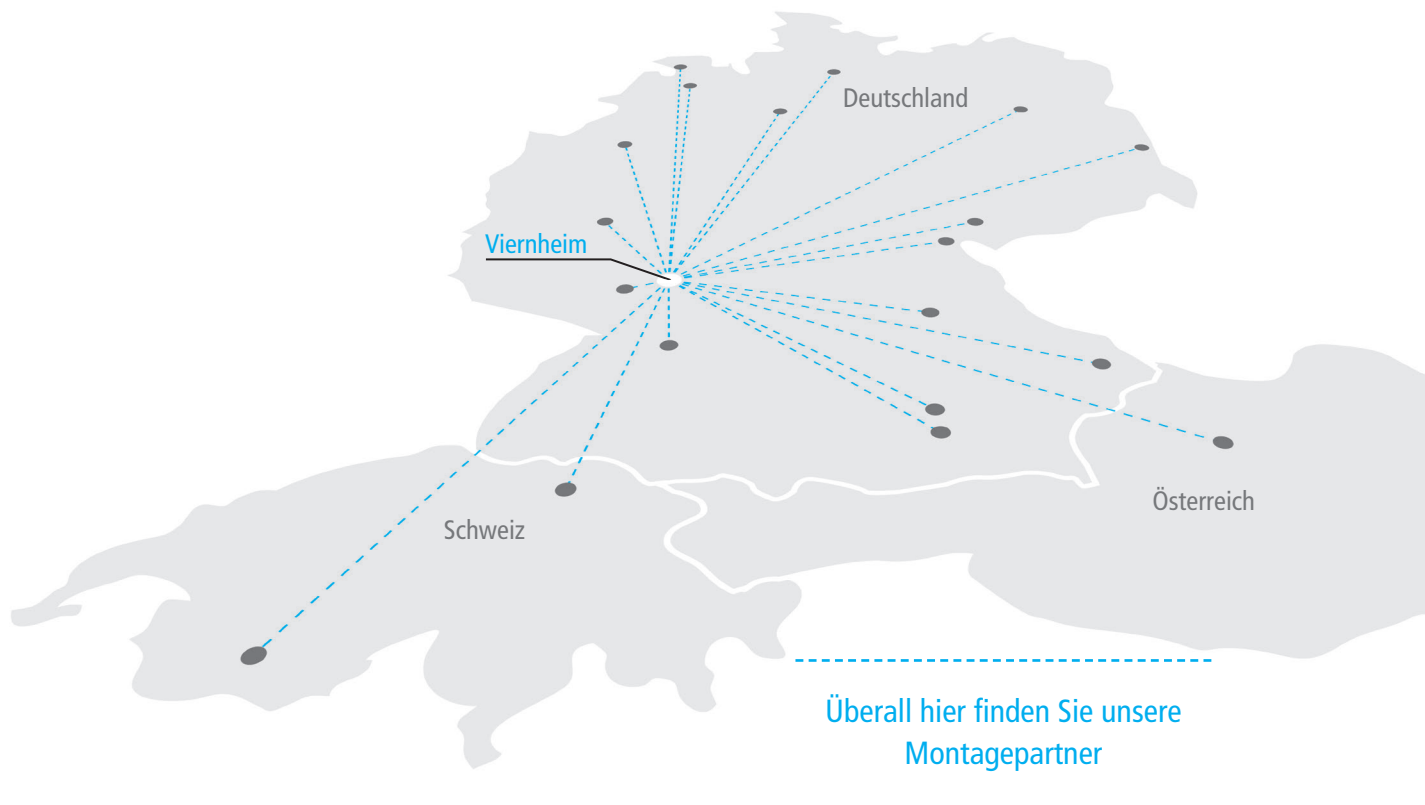 Deutschland
Viernheim
Österreich
Schweiz
Überall hier finden Sie unsere
Montagepartner